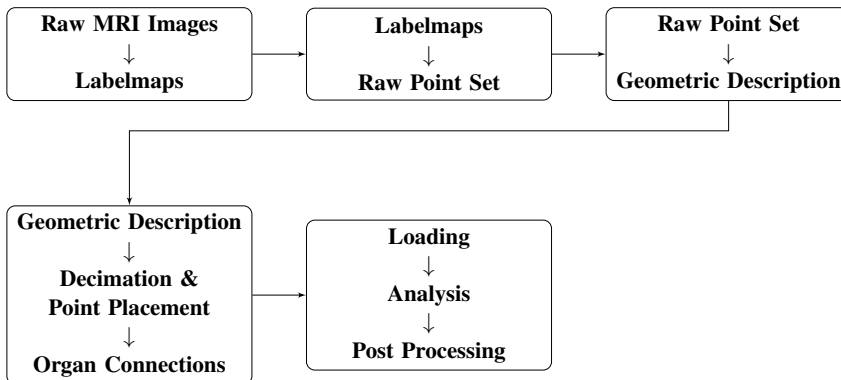 Raw MRI Images
↓
Labelmaps
Labelmaps
↓
Raw Point Set
Raw Point Set
↓
Geometric Description
Geometric Description
↓
Decimation &
Point Placement
↓
Organ Connections
Loading
↓
Analysis
↓
Post Processing